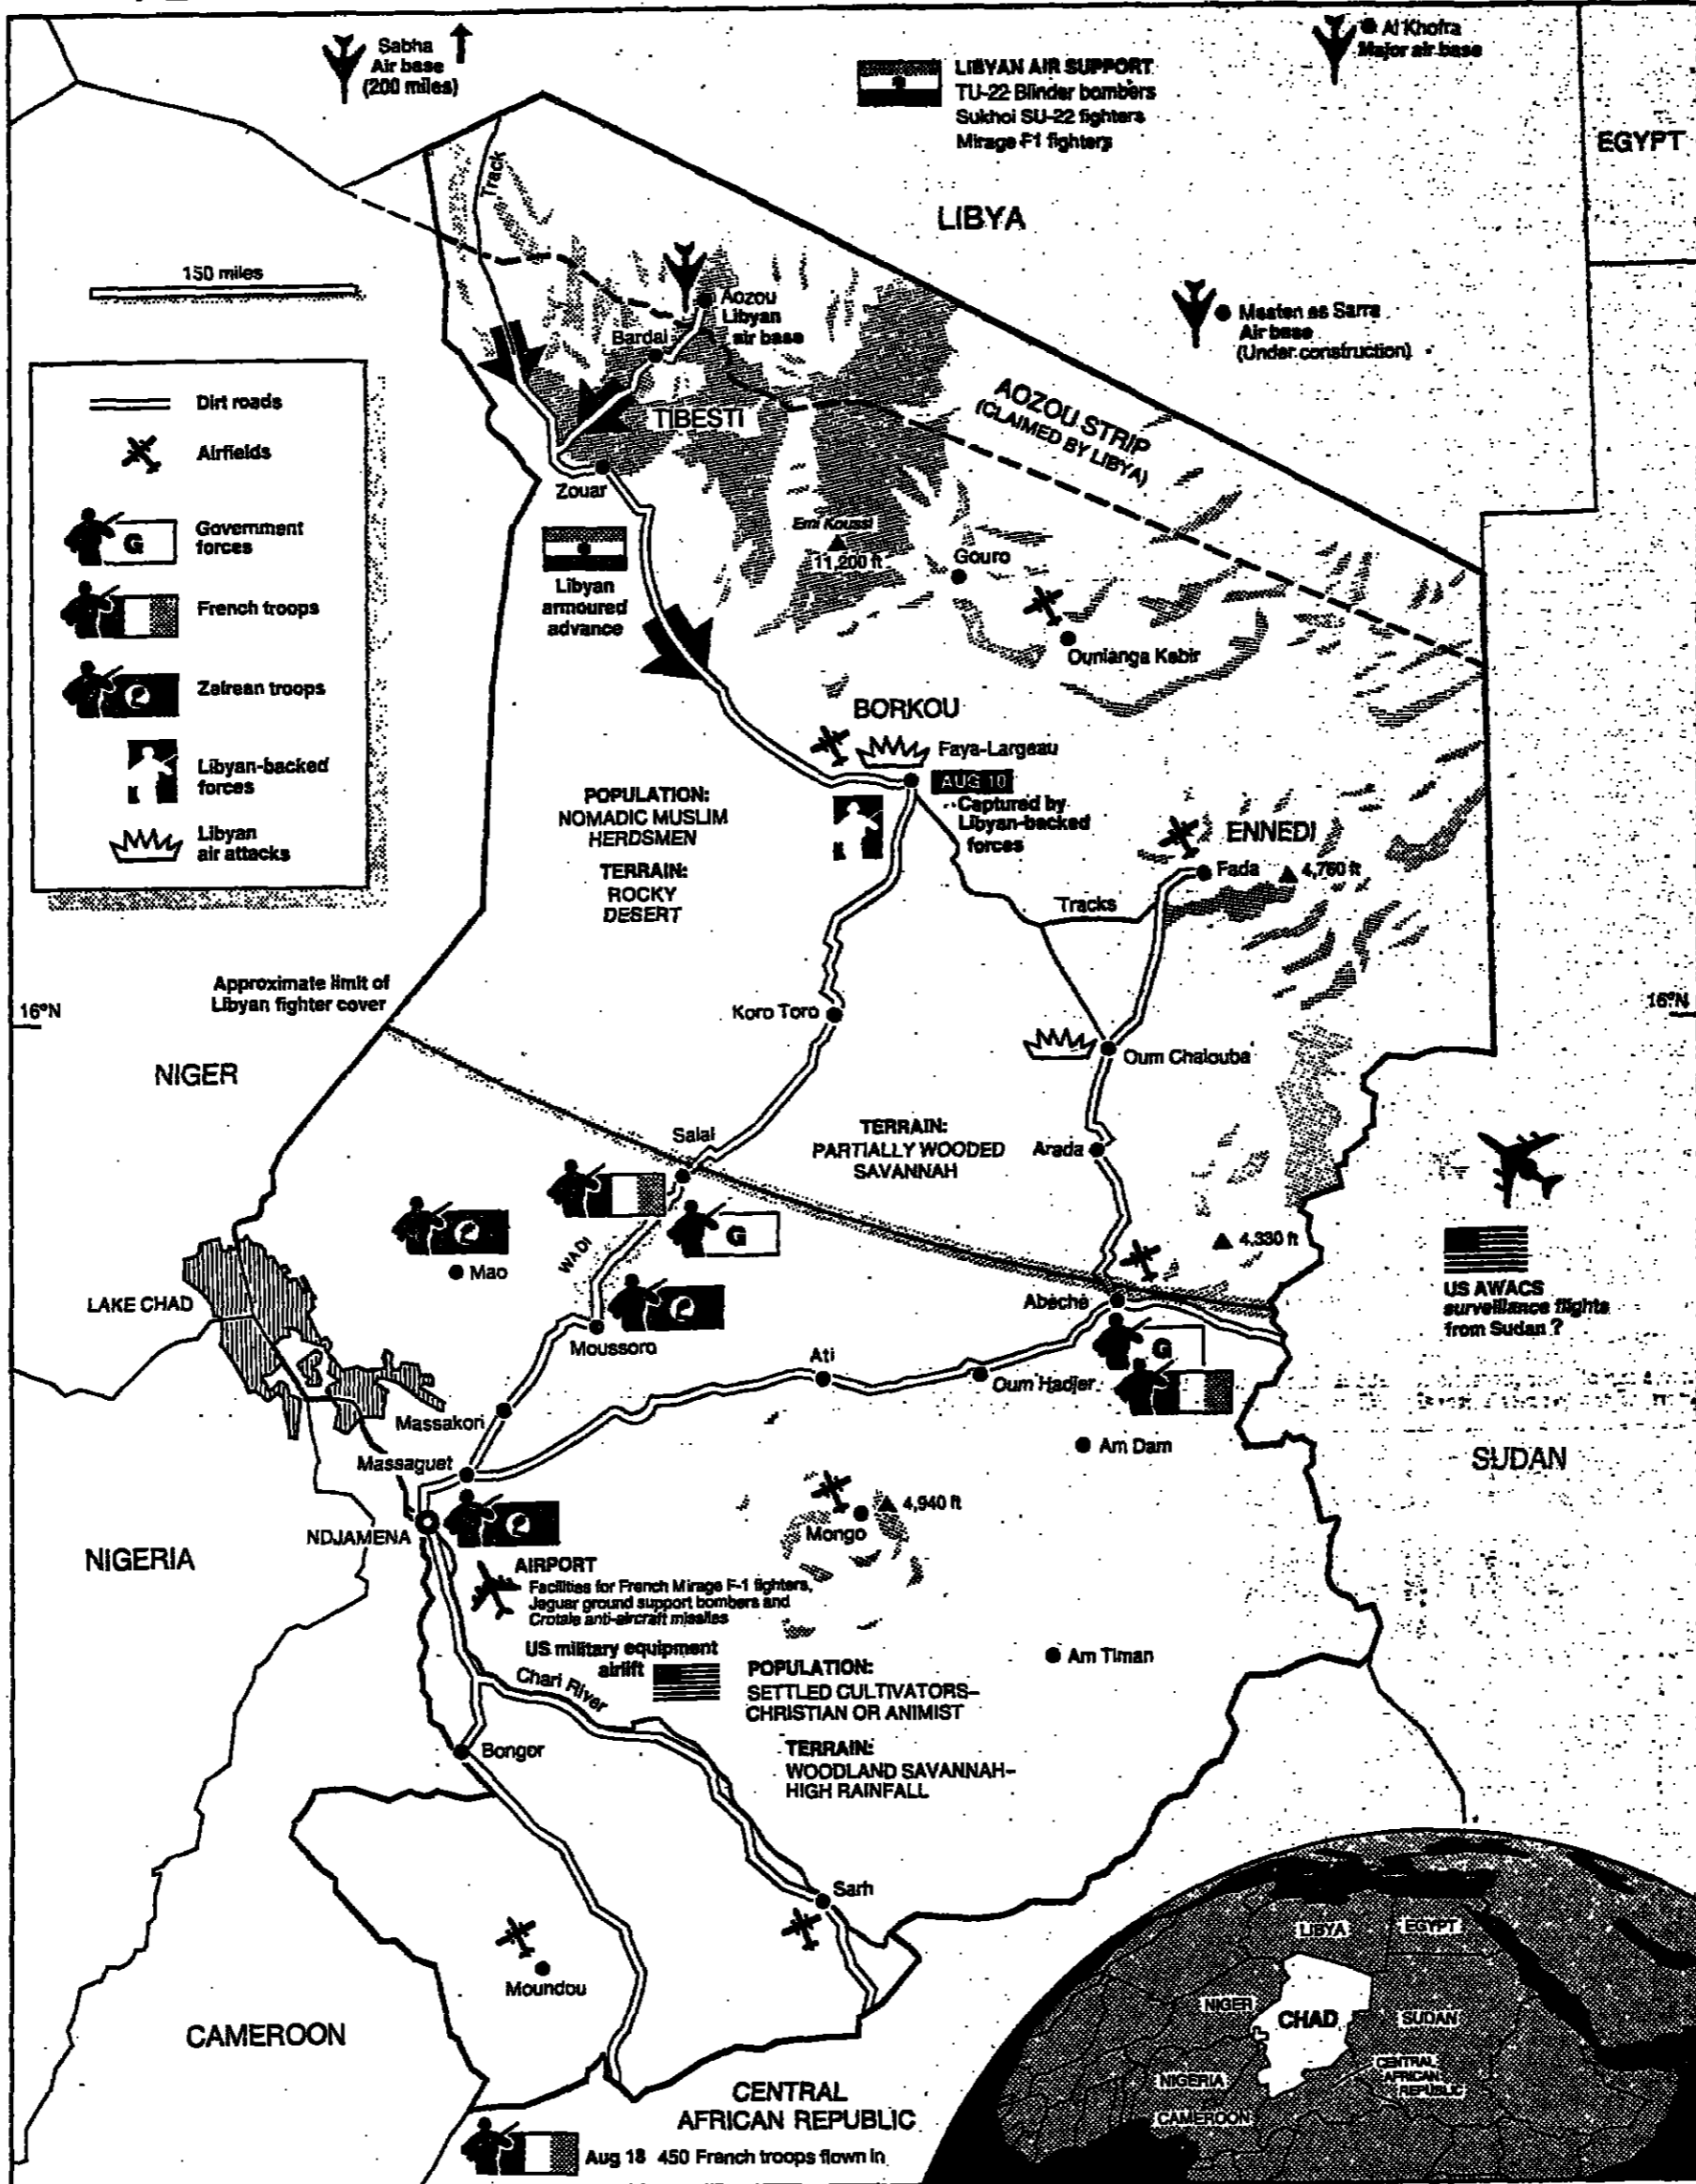 Sabha
Air base
(200 miles)
LIBYAN AIR SUPPORT
TU-22 Blinder bombers
Sukhoi SU-22 fighters
Mirage F1 fighters
Al Khofra
Major air base
EGYPT
LIBYA
Track
150 miles
Aozou
Libyan
air base
Bardai
Maaten es Sarra
Air base
(Under construction)
AOZOU STRIP
(CLAIMED BY LIBYA)
TIBESTI
Zouar
Dirt roads
Airfields
G
Government
forces
French troops
Zairean troops
Libyan-backed
forces
Libyan
air attacks
Libyan
armoured
advance
Emi Koussi
11,200 ft
Gouro
Ounianga Kebir
BORKOU
Faya-Largeau
AUG 10
Captured by
Libyan-backed
forces
POPULATION:
NOMADIC MUSLIM
HERDSMEN
TERRAIN:
ROCKY
DESERT
ENNEDI
Fada
4,760 ft
Tracks
Approximate limit of
Libyan fighter cover
16°N
16°N
Koro Toro
Oum Chalouba
NIGER
TERRAIN:
PARTIALLY WOODED
SAVANNAH
Arada
Salal
G
WADI
Mao
4,330 ft
US AWACS
surveillance flights
from Sudan ?
LAKE CHAD
Abéché
G
Moussoro
Ati
Oum Hadjer
Massakori
Am Dam
SUDAN
Massaguet
4,940 ft
Mongo
NDJAMENA
NIGERIA
AIRPORT
Facilities for French Mirage F-1 fighters,
Jaguar ground support bombers and
Crotale anti-aircraft missiles
US military equipment
airlift
Chari River
Am Timan
POPULATION:
SETTLED CULTIVATORS–
CHRISTIAN OR ANIMIST
Bongor
TERRAIN:
WOODLAND SAVANNAH–
HIGH RAINFALL
Sarh
Moundou
CAMEROON
CENTRAL
AFRICAN REPUBLIC
Aug 18 450 French troops flown in
LIBYA
EGYPT
NIGER
CHAD
SUDAN
NIGERIA
CENTRAL
AFRICAN
REPUBLIC
CAMEROON